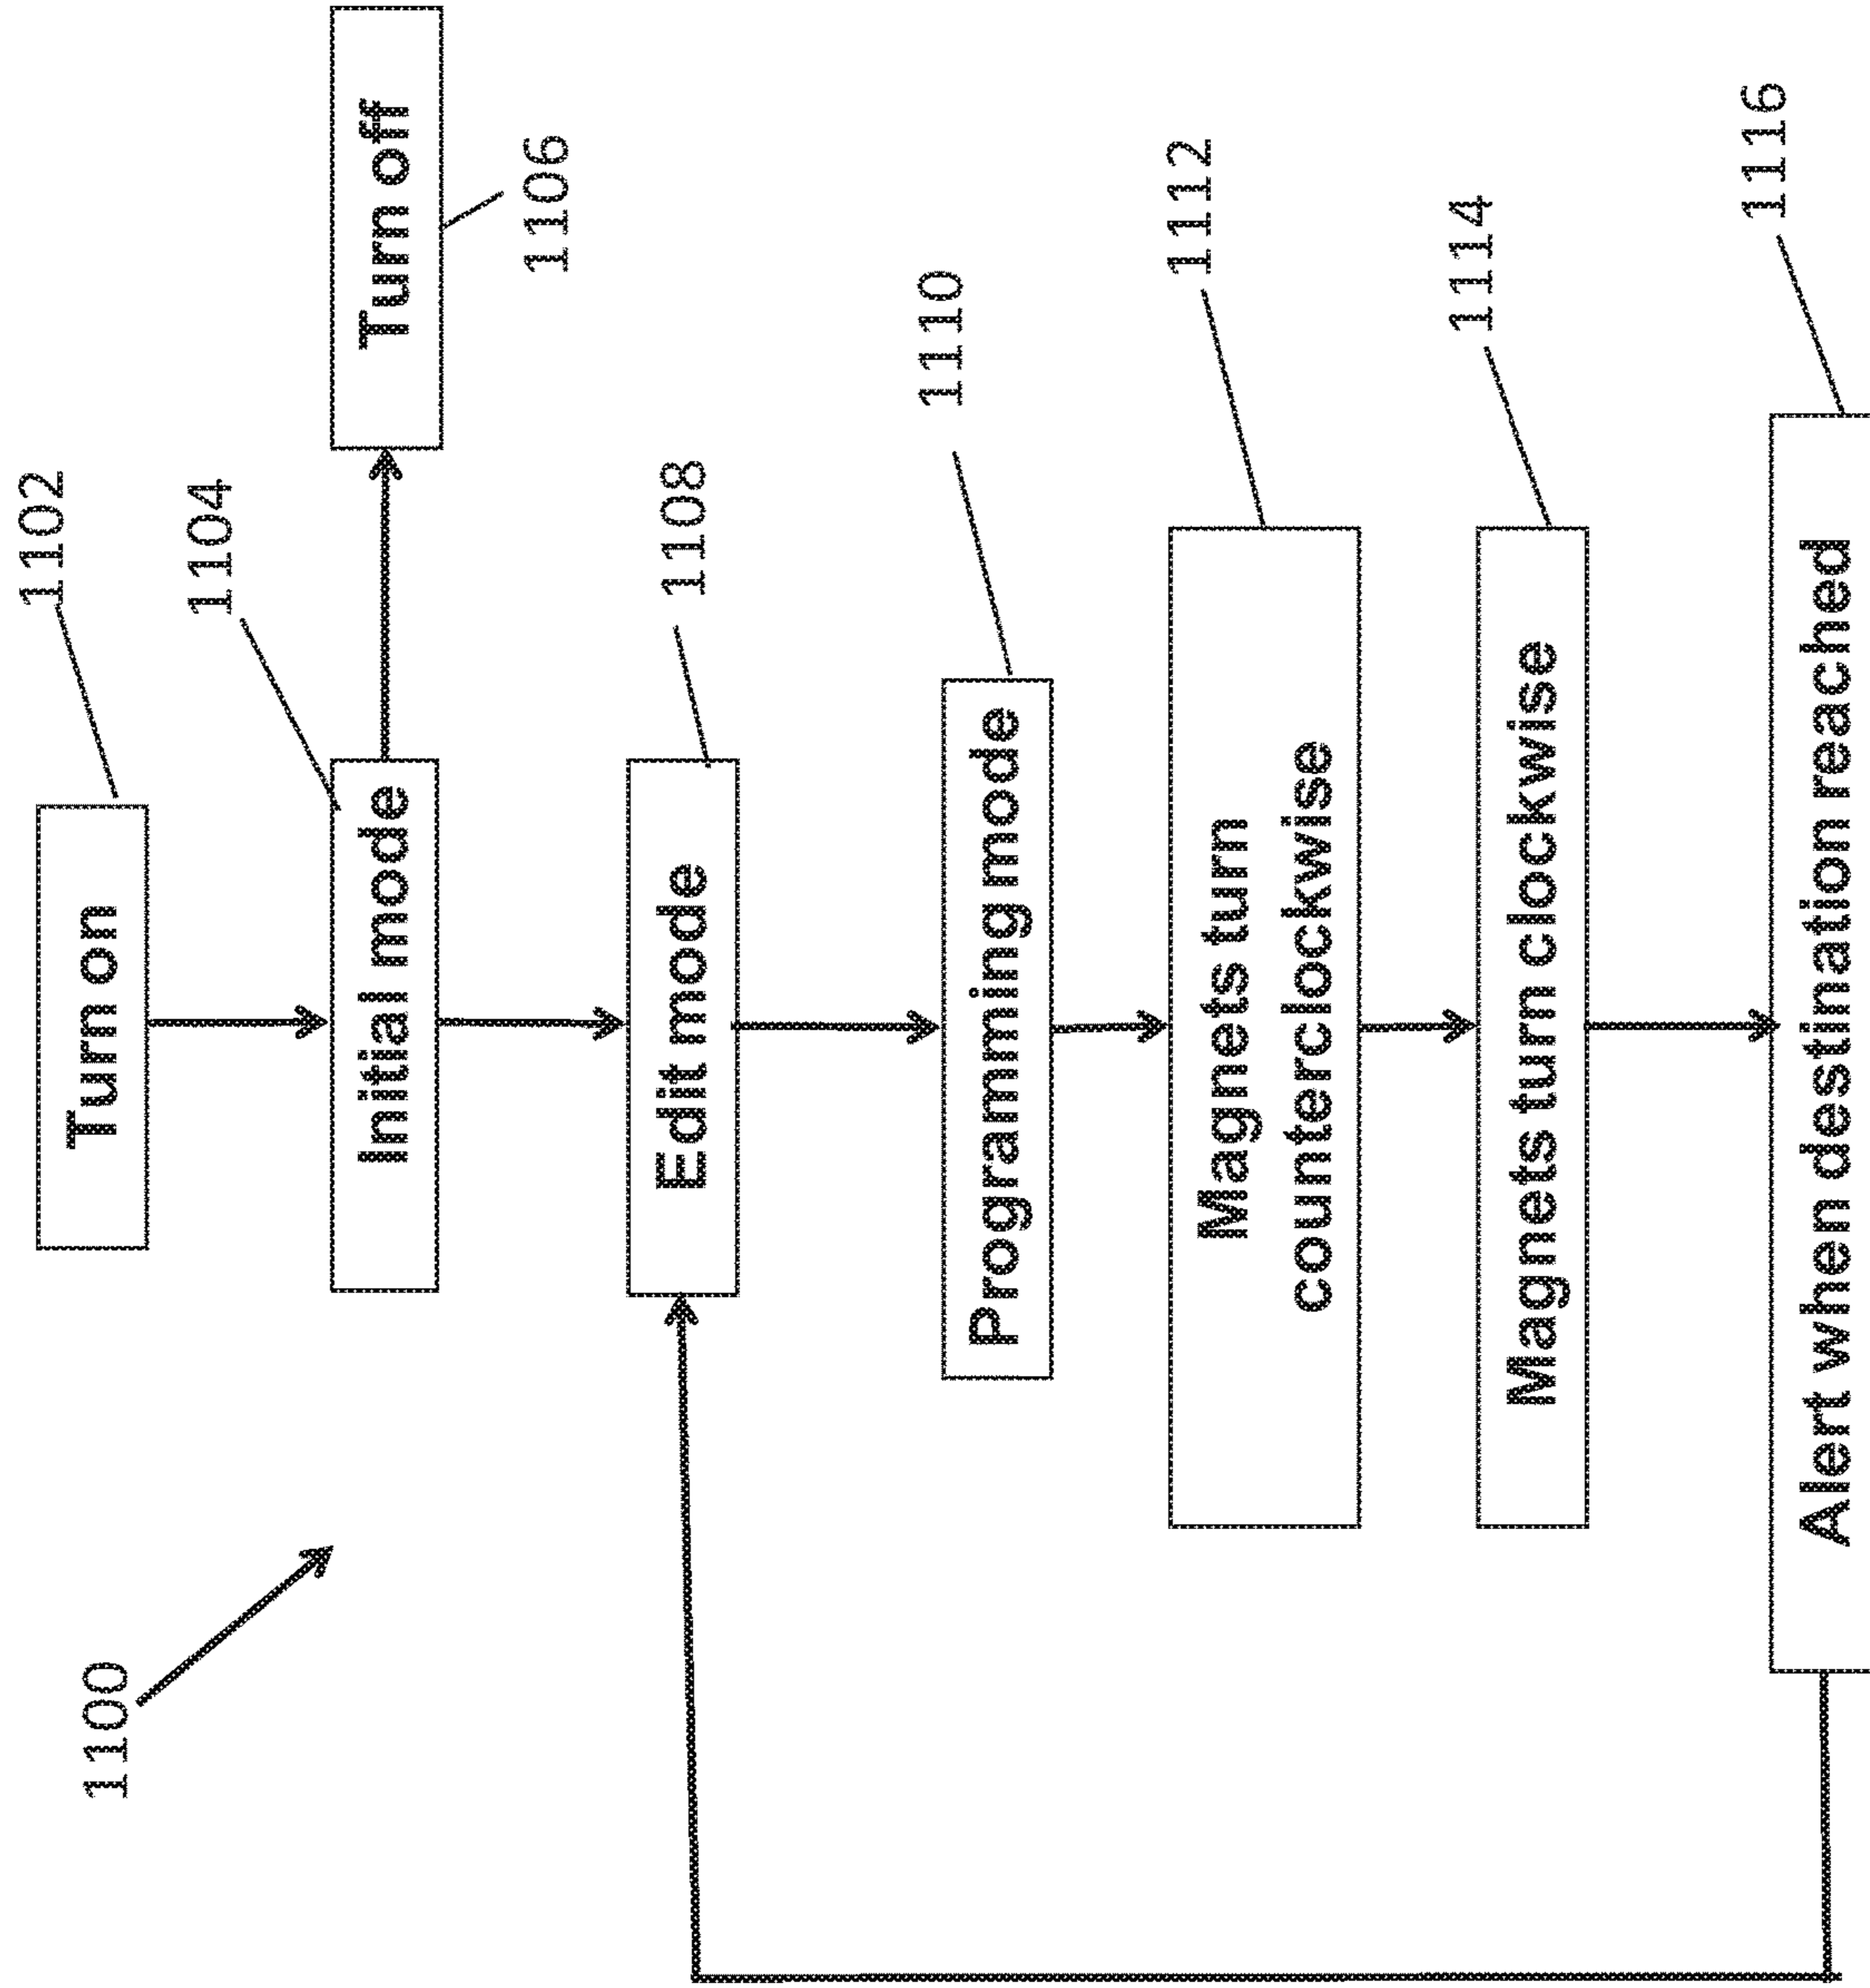 1100
Turn on
1102
Initial mode
1104
Turn off
1106
Edit mode
1108
Programming mode
1110
Magnets turn
counterclockwise
1112
Magnets turn clockwise
1114
Alert when destination reached
1116